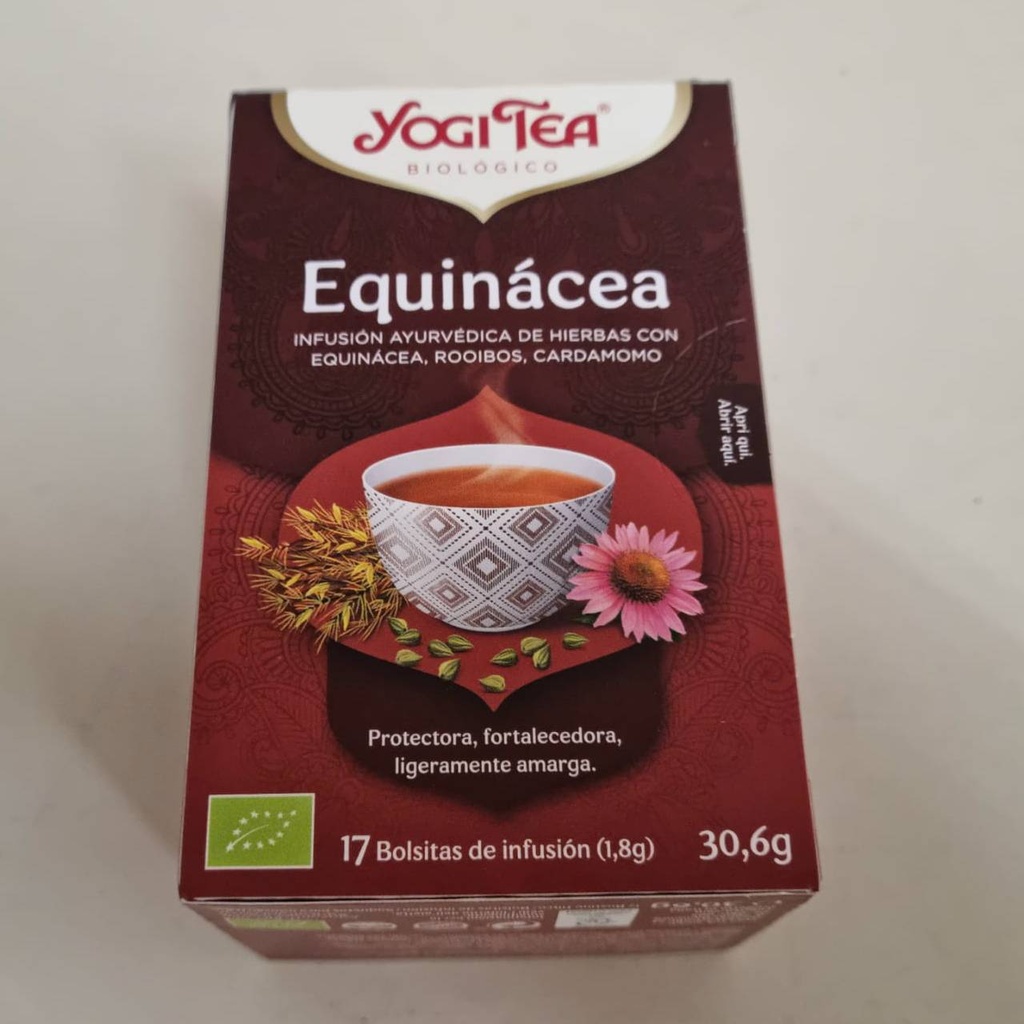 YOGI TEA®
BIOLÓGICO
Equinácea
INFUSIÓN AYURVÉDICA DE HIERBAS CON
EQUINÁCEA, ROOIBOS, CARDAMOMO
Apri qui.
Abrir aquí.
Protectora, fortalecedora,
ligeramente amarga.
17 Bolsitas de infusión (1,8g)
30,6g